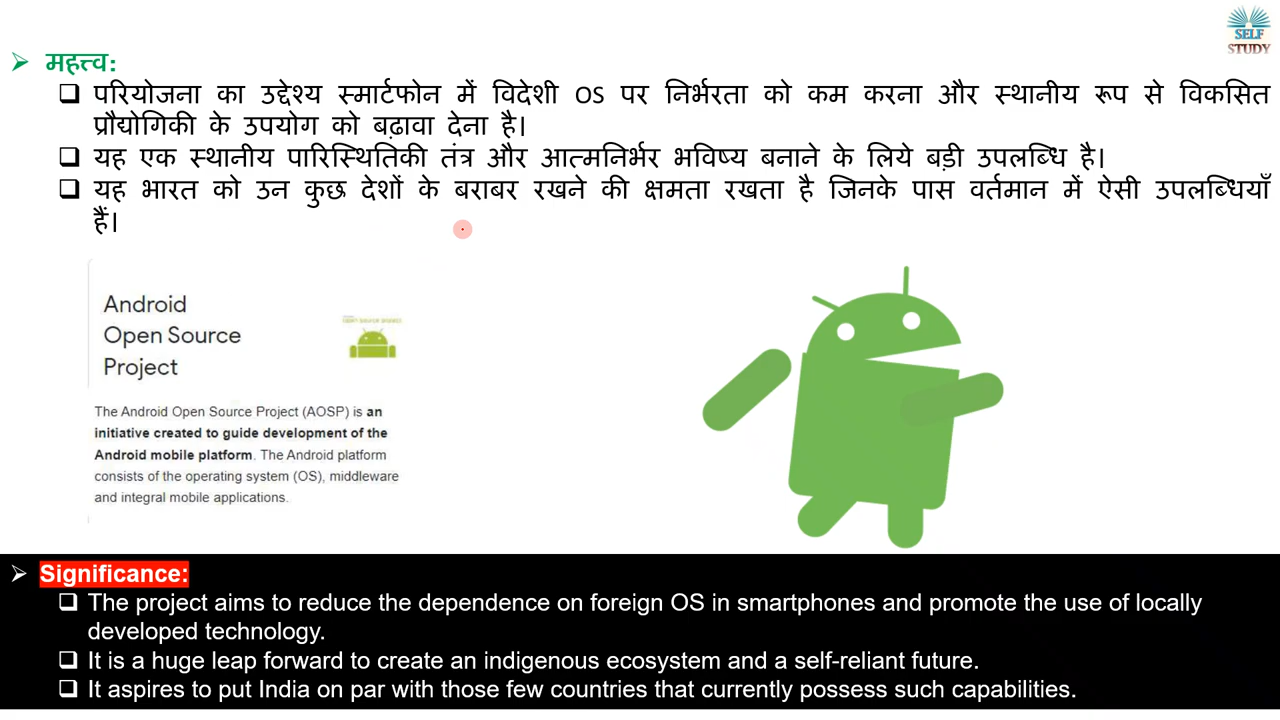 SELF
STUDY
महत्त्व:
परियोजना का उद्देश्य स्मार्टफोन में विदेशी OS पर निर्भरता को कम करना और स्थानीय रूप से विकसित
प्रौद्योगिकी के उपयोग को बढ़ावा देना है।
यह एक स्थानीय पारिस्थितिकी तंत्र और आत्मनिर्भर भविष्य बनाने के लिये बड़ी उपलब्धि है।
यह भारत को उन कुछ देशों के बराबर रखने की क्षमता रखता है जिनके पास वर्तमान में ऐसी उपलब्धियाँ
हैं।
Android
Open Source
Project
The Android Open Source Project (AOSP) is an
initiative created to guide development of the
Android mobile platform. The Android platform
consists of the operating system (OS), middleware
and integral mobile applications.
Significance:
The project aims to reduce the dependence on foreign OS in smartphones and promote the use of locally
developed technology.
It is a huge leap forward to create an indigenous ecosystem and a self-reliant future.
It aspires to put India on par with those few countries that currently possess such capabilities.